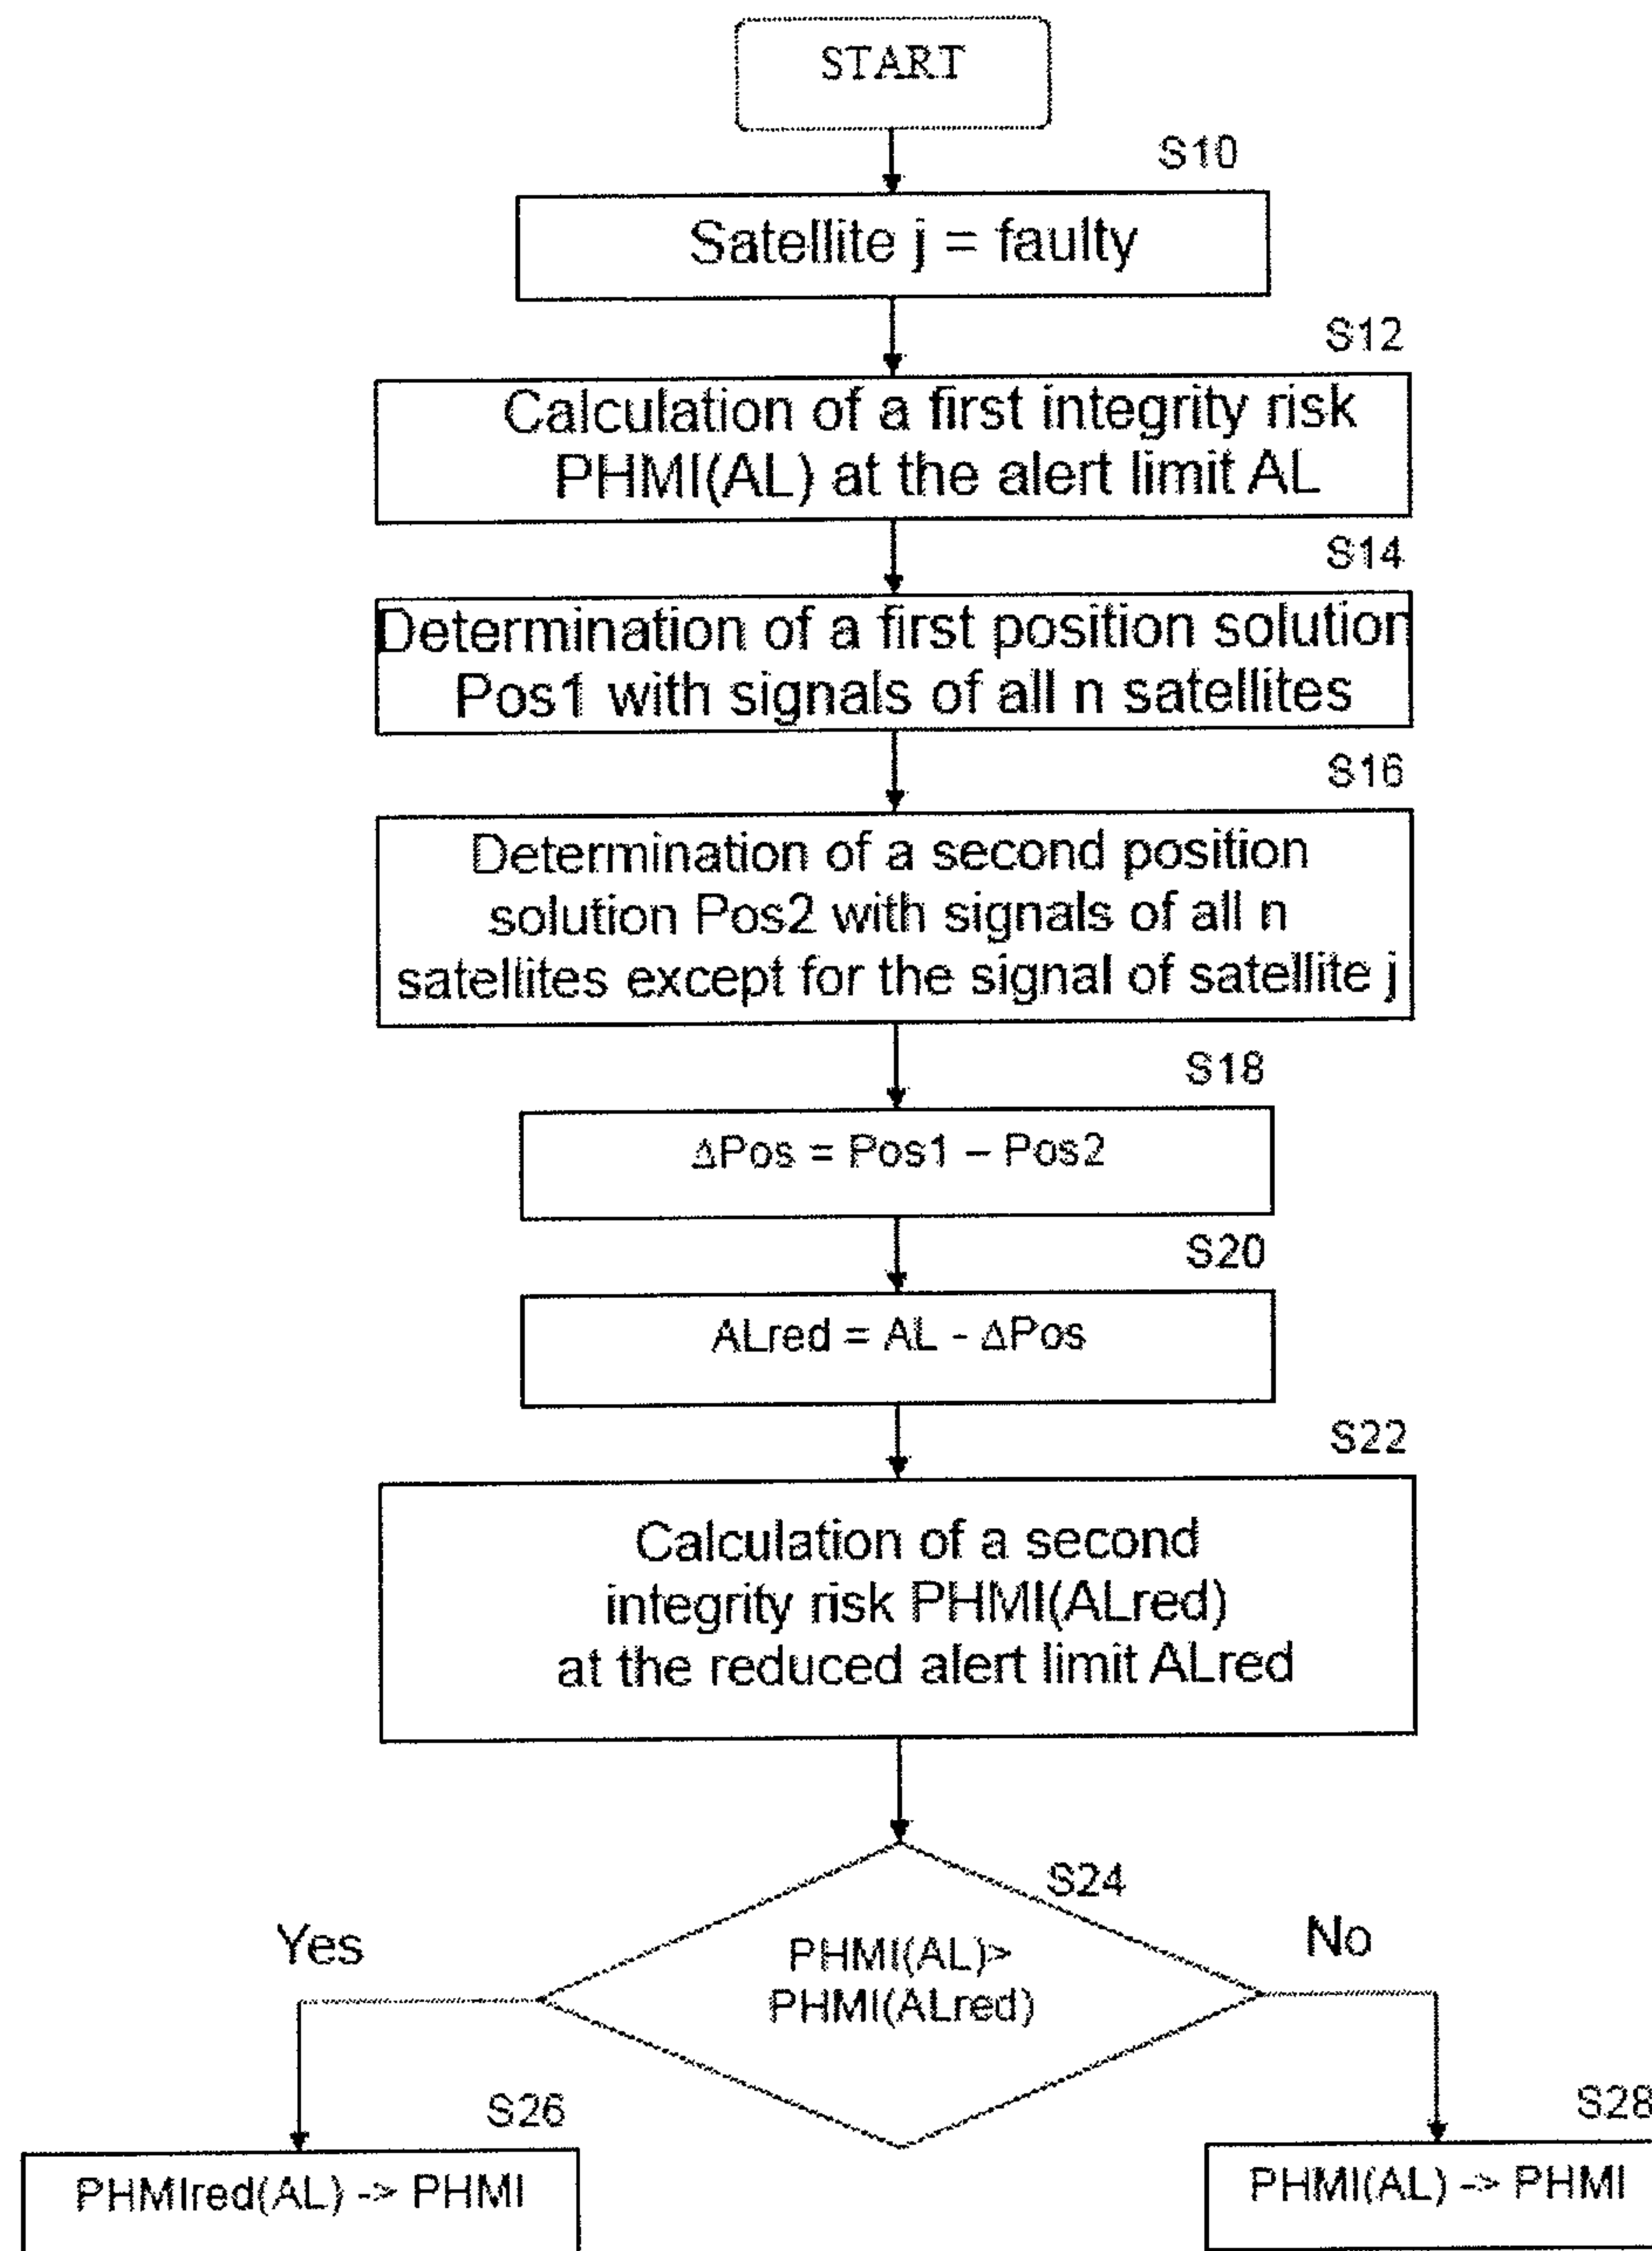 START
S10
Satellite j = faulty
S12
Calculation of a first integrity risk
PHMI(AL) at the alert limit AL
S14
Determination of a first position solution
Pos1 with signals of all n satellites
S16
Determination of a second position
solution Pos2 with signals of all n
satellites except for the signal of satellite j
S18
ΔPos = Pos1 – Pos2
S20
ALred = AL - ΔPos
S22
Calculation of a second
integrity risk PHMI(ALred)
at the reduced alert limit ALred
S24
Yes
PHMI(AL)>
PHMI(ALred)
No
S26
PHMIred(AL) -> PHMI
S28
PHMI(AL) -> PHMI